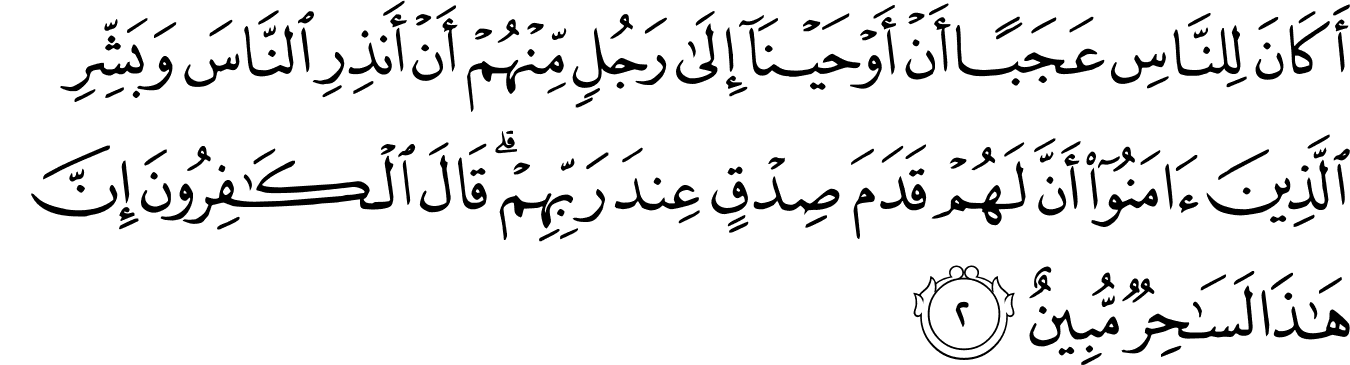 أَكَانَ لِلنَّاسِ عَجَبًا أَنْ أَوْحَيْنَآ إِلَىٰ رَجُلٍ مِّنْهُمْ أَنْ أَنذِرِ ٱلنَّاسَ وَبَشِّرِ
ٱلَّذِينَ ءَامَنُوٓا۟ أَنَّ لَهُمْ قَدَمَ صِدْقٍ عِندَ رَبِّهِمْ ۗ قَالَ ٱلْكَـٰفِرُونَ إِنَّ
هَـٰذَا لَسَـٰحِرٌ مُّبِينٌ ٢